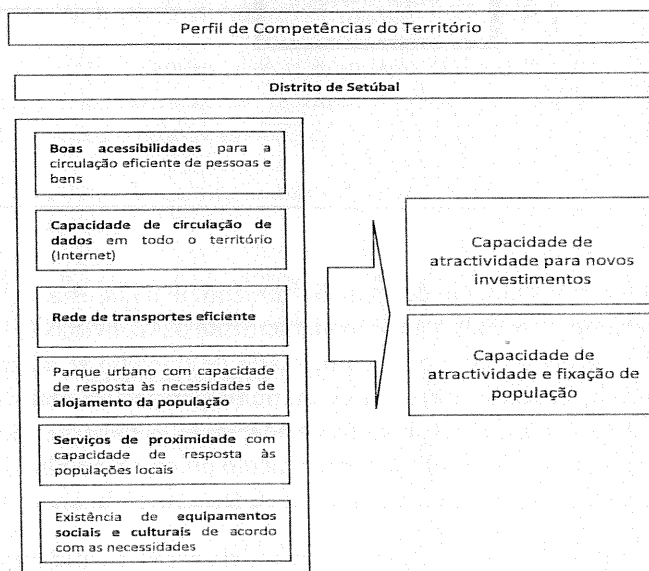 Perfil de Competências do Território
Distrito de Setúbal
Boas acessibilidades para a
circulação eficiente de pessoas e
bens
Capacidade de circulação de
dados em todo o território
(Internet)
Rede de transportes eficiente
Parque urbano com capacidade
de resposta às necessidades de
alojamento da população
Serviços de proximidade com
capacidade de resposta às
populações locais
Existência de equipamentos
sociais e culturais de acordo
com as necessidades
Capacidade de
atractividade para novos
investimentos
Capacidade de
atractividade e fixação de
população